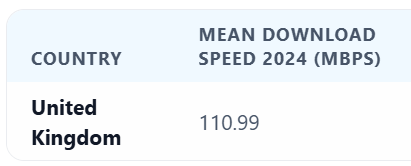 COUNTRY
MEAN DOWNLOAD
SPEED 2024 (MBPS)
United
Kingdom
110.99